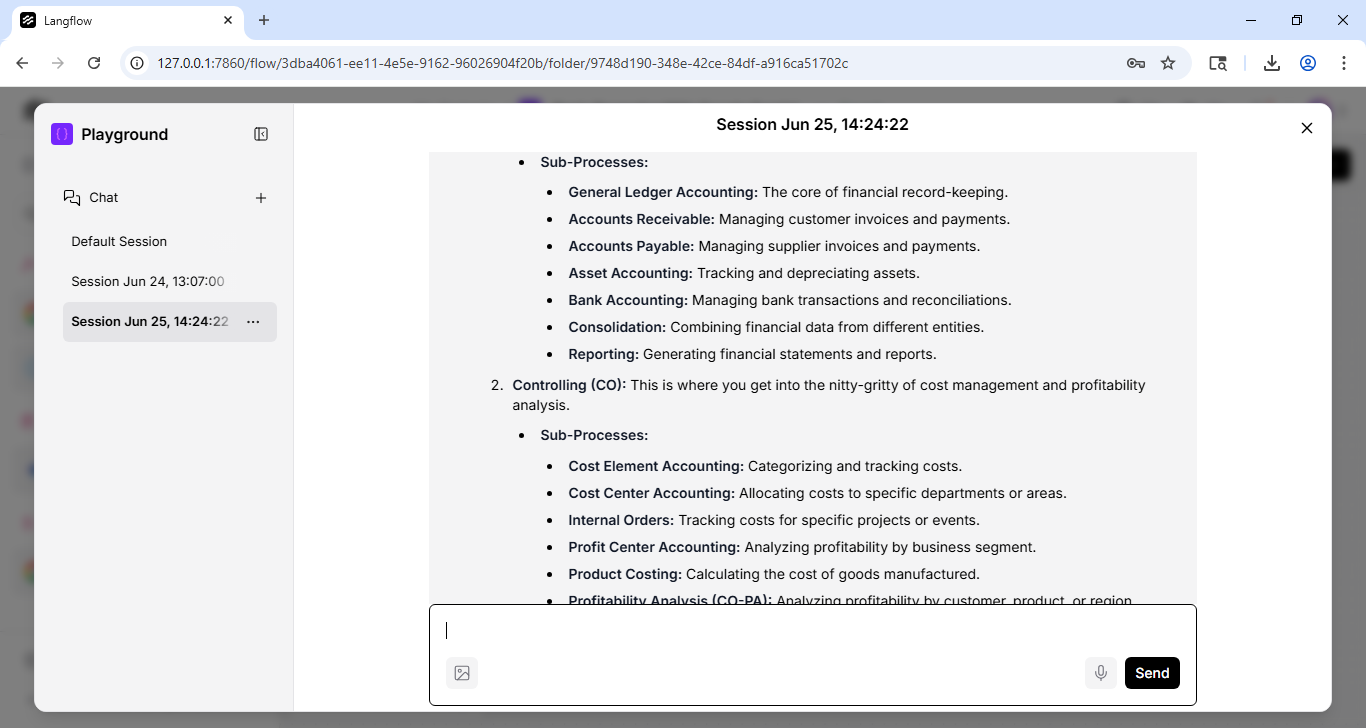 Langflow
127.0.0.1:7860/flow/3dba4061-ee11-4e5e-9162-96026904f20b/folder/9748d190-348e-42ce-84df-a916ca51702c
Playground
Chat
Default Session
Session Jun 24, 13:07:00
Session Jun 25, 14:24:22
Session Jun 25, 14:24:22
• Sub-Processes:
• General Ledger Accounting: The core of financial record-keeping.
• Accounts Receivable: Managing customer invoices and payments.
• Accounts Payable: Managing supplier invoices and payments.
• Asset Accounting: Tracking and depreciating assets.
• Bank Accounting: Managing bank transactions and reconciliations.
• Consolidation: Combining financial data from different entities.
• Reporting: Generating financial statements and reports.
2. Controlling (CO): This is where you get into the nitty-gritty of cost management and profitability
analysis.
• Sub-Processes:
• Cost Element Accounting: Categorizing and tracking costs.
• Cost Center Accounting: Allocating costs to specific departments or areas.
• Internal Orders: Tracking costs for specific projects or events.
• Profit Center Accounting: Analyzing profitability by business segment.
• Product Costing: Calculating the cost of goods manufactured.
• Profitability Analysis (CO-PA): Analyzing profitability by customer, product, or region
Send